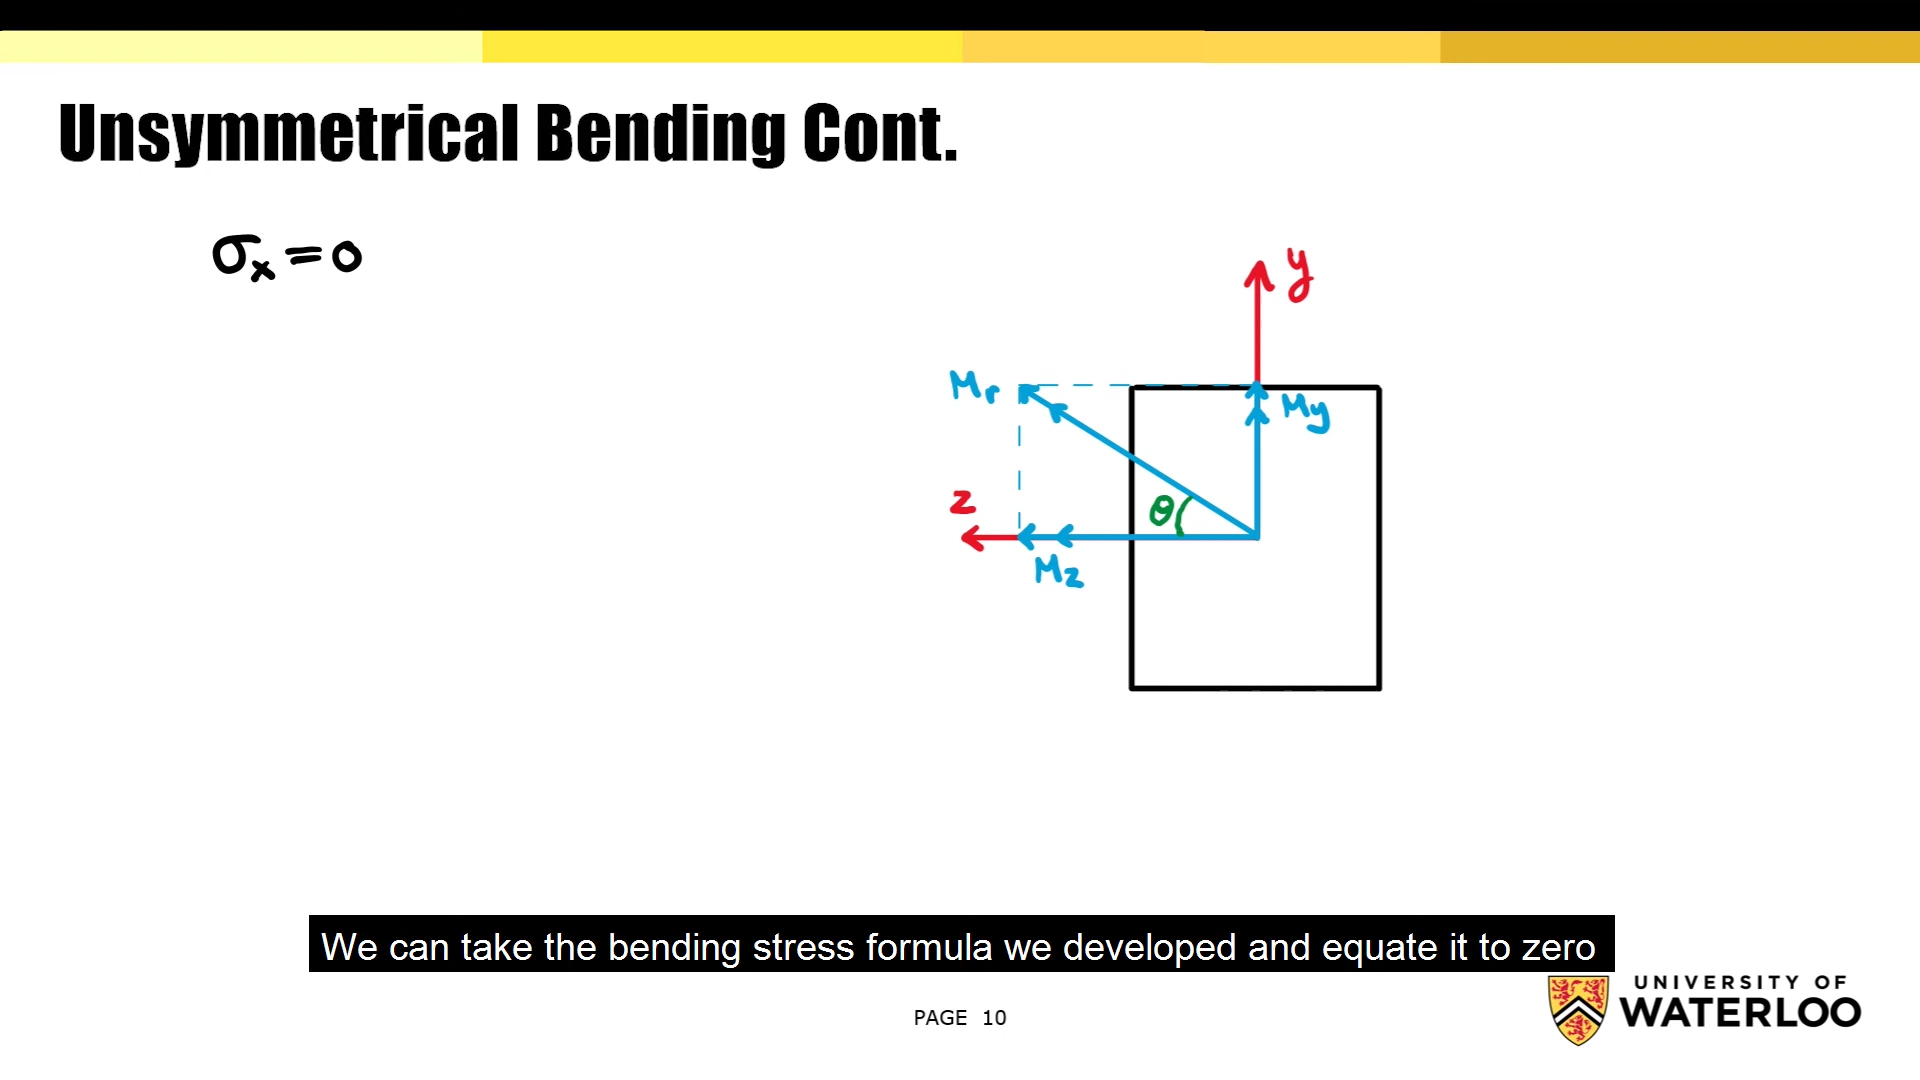 Unsymmetrical Bending Cont.
σx = 0
y
Mr
My
z
θ
Mz
We can take the bending stress formula we developed and equate it to zero
UNIVERSITY OF
WATERLOO
PAGE 10